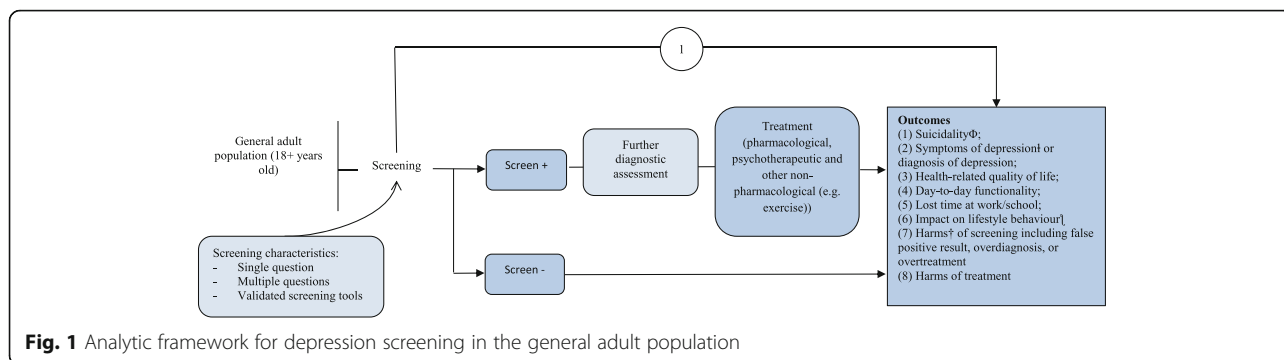 1
General adult
population (18+ years
old)
Screening
Screening characteristics:
- Single question
- Multiple questions
- Validated screening tools
Screen +
Further
diagnostic
assessment
Treatment
(pharmacological,
psychotherapeutic and
other non-
pharmacological (e.g.
exercise))
Screen -
Outcomes
(1) SuicidalityΦ;
(2) Symptoms of depressionƚ or
diagnosis of depression;
(3) Health-related quality of life;
(4) Day-to-day functionality;
(5) Lost time at work/school;
(6) Impact on lifestyle behaviour
(7) Harms† of screening including false
positive result, overdiagnosis, or
overtreatment
(8) Harms of treatment
Fig. 1 Analytic framework for depression screening in the general adult population